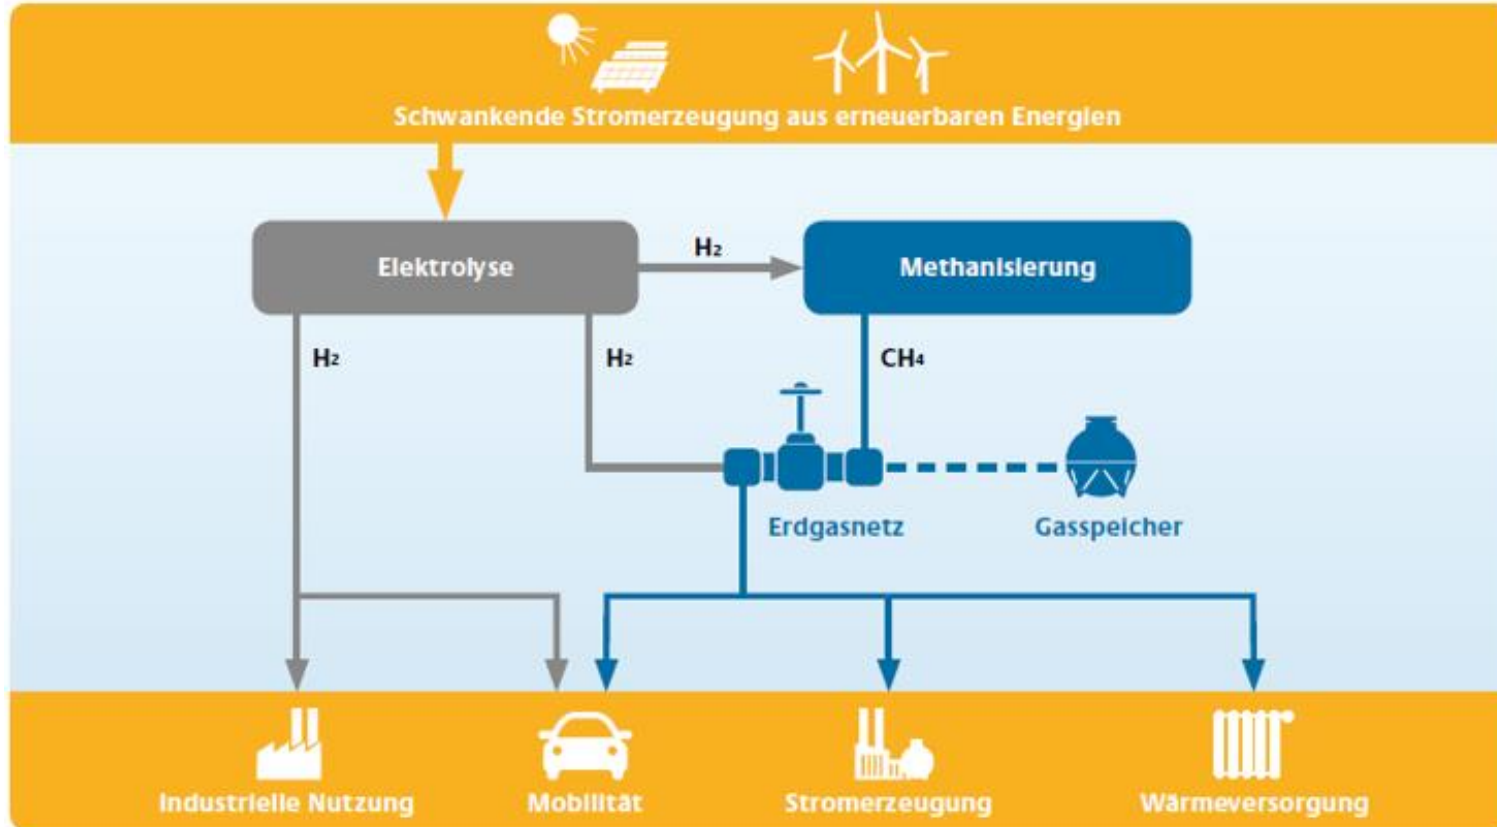 Schwankende Stromerzeugung aus erneuerbaren Energien
Elektrolyse
H₂
Methanisierung
H₂
H₂
CH₄
Erdgasnetz
Gasspeicher
Industrielle Nutzung
Mobilität
Stromerzeugung
Wärmeversorgung